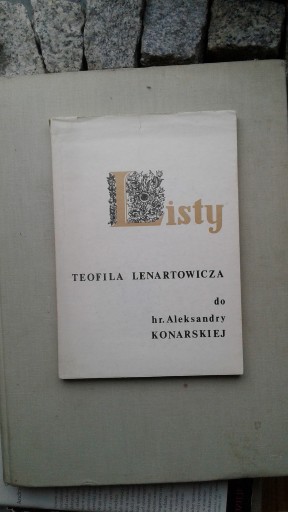 Listy
TEOFILA LENARTOWICZA
do
hr. Aleksandry
KONARSKIEJ